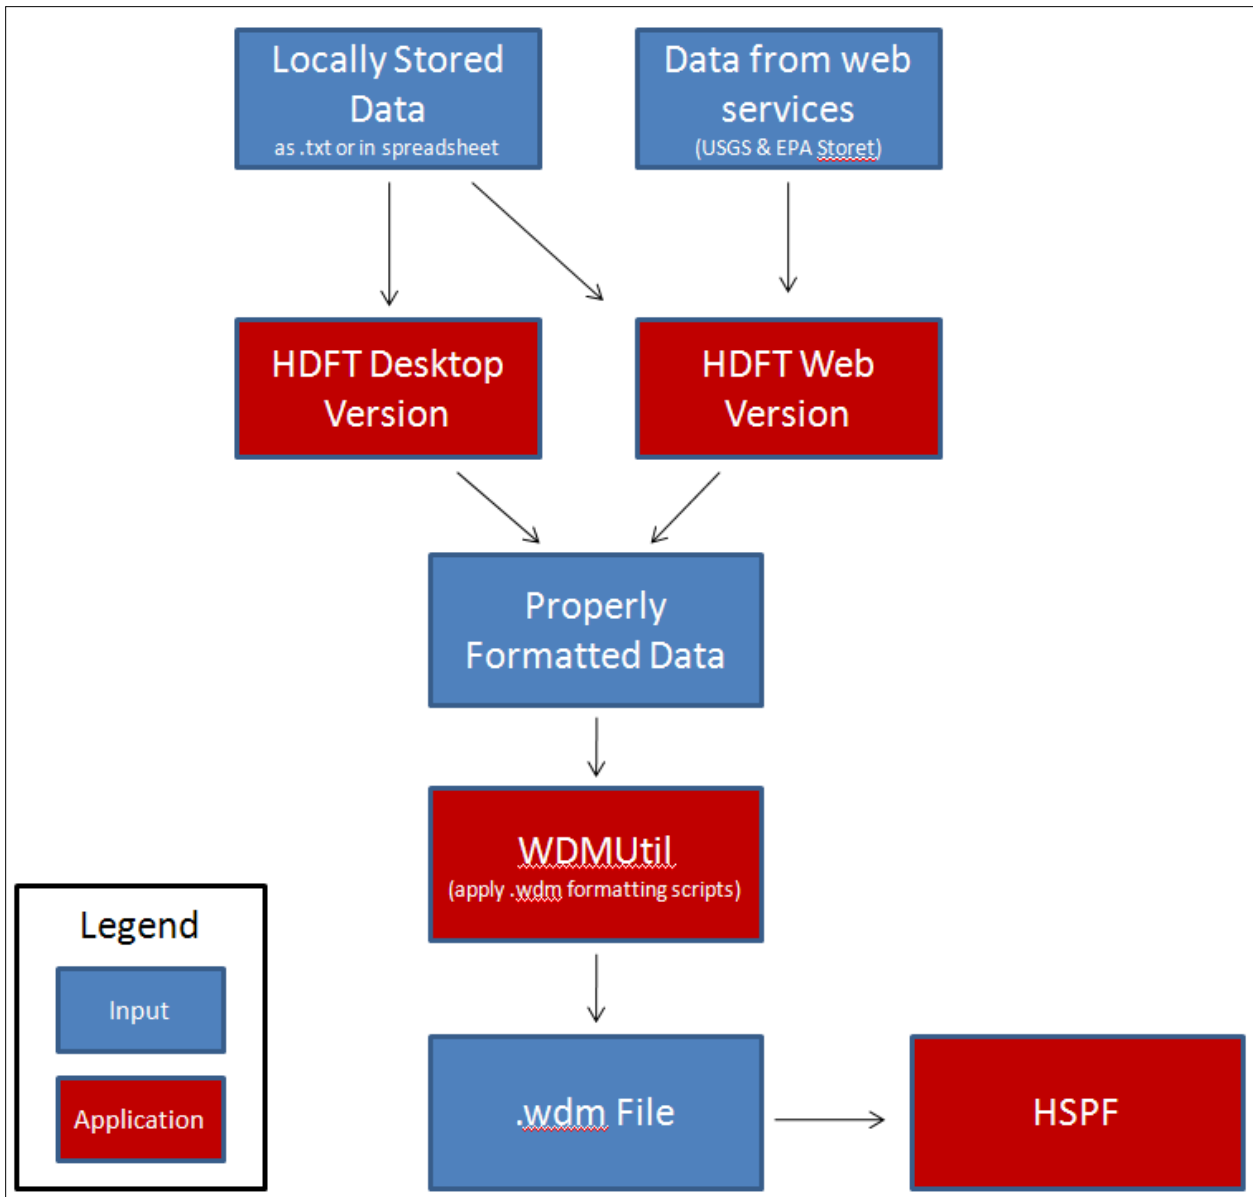 Locally Stored
Data
as .txt or in spreadsheet
Data from web
services
(USGS & EPA Storet)
HDFT Desktop
Version
HDFT Web
Version
Properly
Formatted Data
WDMUtil
(apply .wdm formatting scripts)
Legend
Input
Application
.wdm File
HSPF